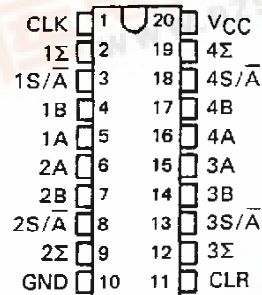 CLK 1 20 VCC
1Σ 2 19 4Σ
1S/A̅ 3 18 4S/A̅
1B 4 17 4B
1A 5 16 4A
2A 6 15 3A
2B 7 14 3B
2S/A̅ 8 13 3S/A̅
2Σ 9 12 3Σ
GND 10 11 CLR